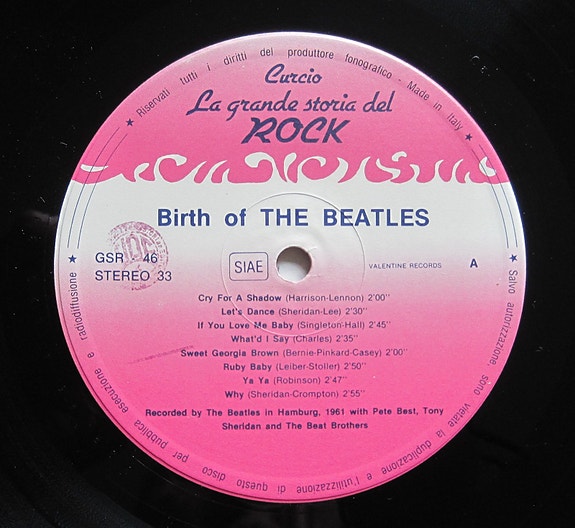 ★ Riservati tutti i diritti del produttore fonografico - Made in Italy ★
Curcio
La grande storia del
ROCK
Birth of THE BEATLES
GSR 46
STEREO 33
SIAE
VALENTINE RECORDS
A
Cry For A Shadow (Harrison-Lennon) 2'00''
Let's Dance (Sheridan-Lee) 2'30''
If You Love Me Baby (Singleton-Hall) 2'45''
What'd I Say (Charles) 2'35''
Sweet Georgia Brown (Bernie-Pinkard-Casey) 2'00''
Ruby Baby (Leiber-Stoller) 2'50''
Ya Ya (Robinson) 2'47''
Why (Sheridan-Crompton) 2'55''
Recorded by The Beatles in Hamburg, 1961 with Pete Best, Tony
Sheridan and The Beat Brothers
★ Salvo autorizzazione sono vietate la duplicazione e l'utilizzazione di questo disco per pubblica esecuzione e radiodiffusione ★